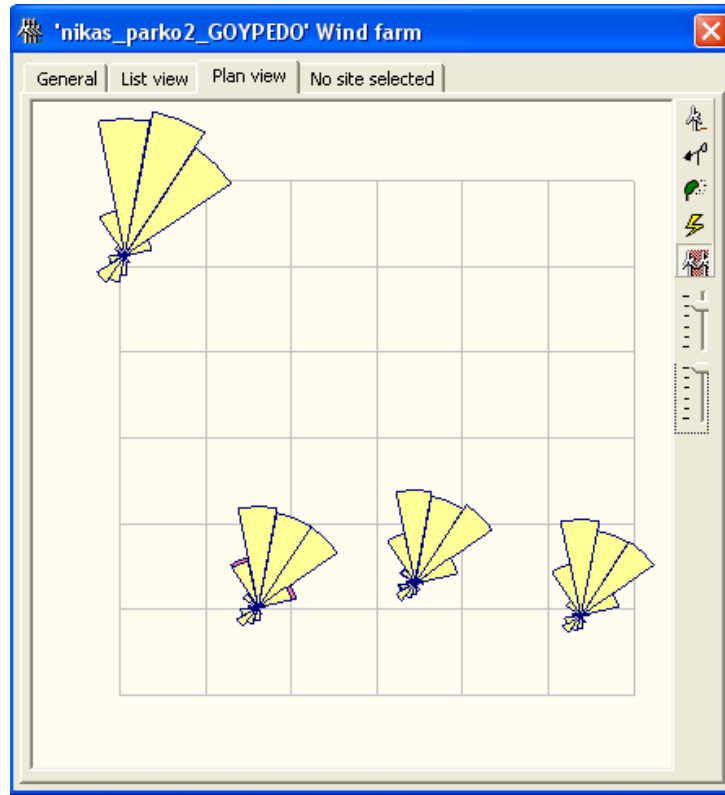 'nikas_parko2_GOYPEDO' Wind farm
General
List view
Plan view
No site selected